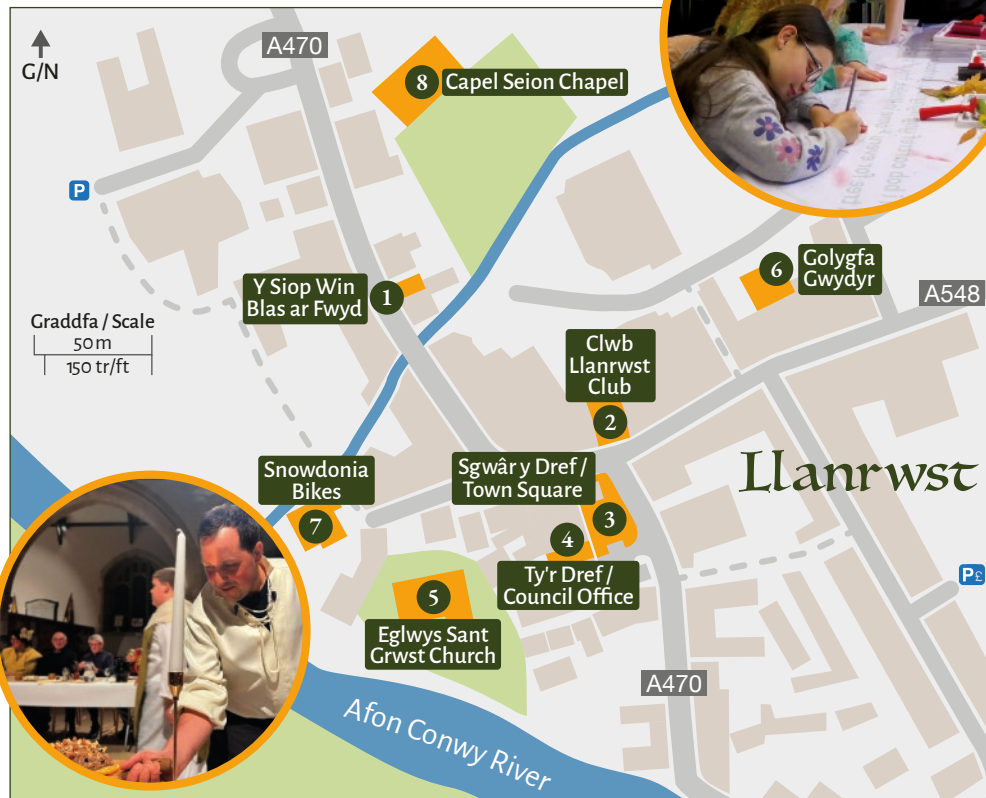 G/N
A470
8
Capel Seion Chapel
P
Y Siop Win
Blas ar Fwyd
1
6
Golygfa
Gwydyr
A548
Graddfa / Scale
50m
150 tr/ft
Clwb
Llanrwst
Club
2
Snowdonia
Bikes
7
Sgwâr y Dref /
Town Square
3
Llanrwst
4
Ty'r Dref /
Council Office
5
Eglwys Sant
Grwst Church
P£
A470
Afon Conwy River